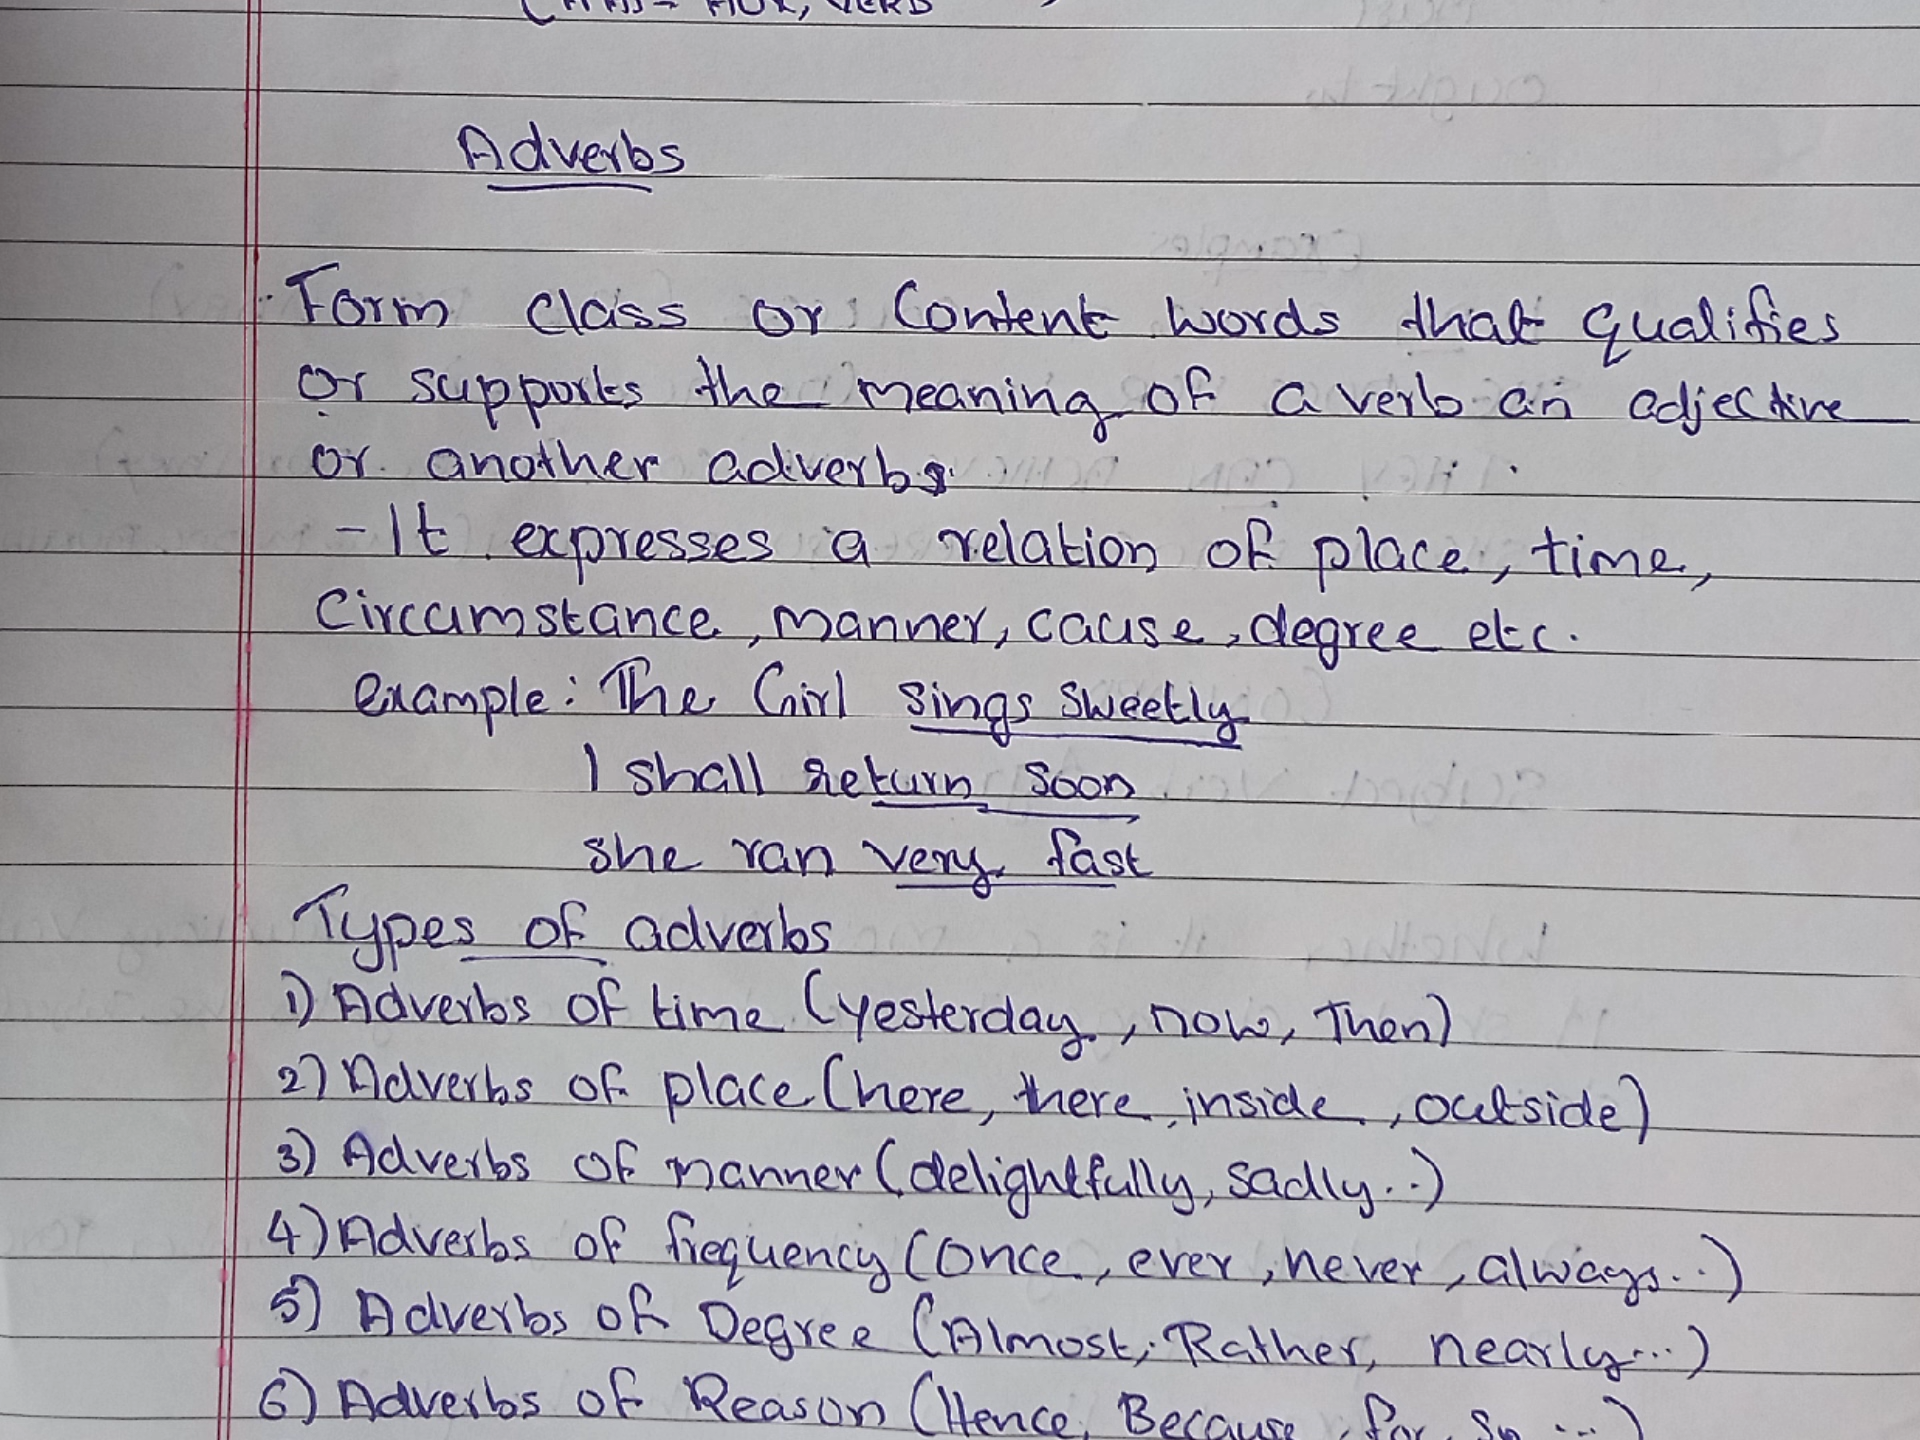 Adverbs
Form class or Content words that qualifies
or supports the meaning of a verb an adjective
or another adverbs
- It expresses a relation of place, time,
Circumstance, manner, cause, degree etc.
example: The Girl sings sweetly
I shall return soon
she ran very fast
Types of adverbs
1) Adverbs of time (yesterday, now, Then)
2) Adverbs of place (here, there, inside, outside)
3) Adverbs of manner (delightfully, sadly..)
4) Adverbs of frequency (once, ever, never, always..)
5) Adverbs of Degree (Almost, Rather, nearly...)
6) Adverbs of Reason (Hence, Because, for, so ...)